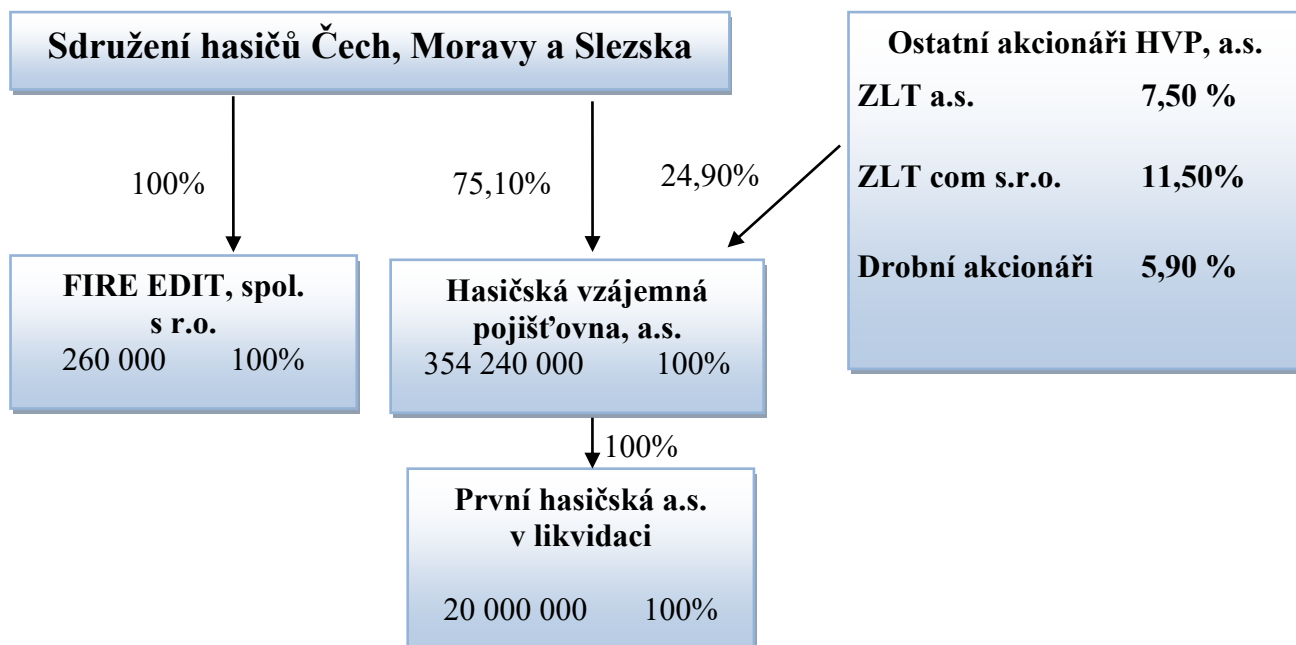 Sdružení hasičů Čech, Moravy a Slezska
Ostatní akcionáři HVP, a.s.
ZLT a.s. 7,50 %
ZLT com s.r.o. 11,50%
Drobní akcionáři 5,90 %
100%
75,10%
24,90%
FIRE EDIT, spol.
s r.o.
260 000 100%
Hasičská vzájemná
pojišťovna, a.s.
354 240 000 100%
100%
První hasičská a.s.
v likvidaci
20 000 000 100%